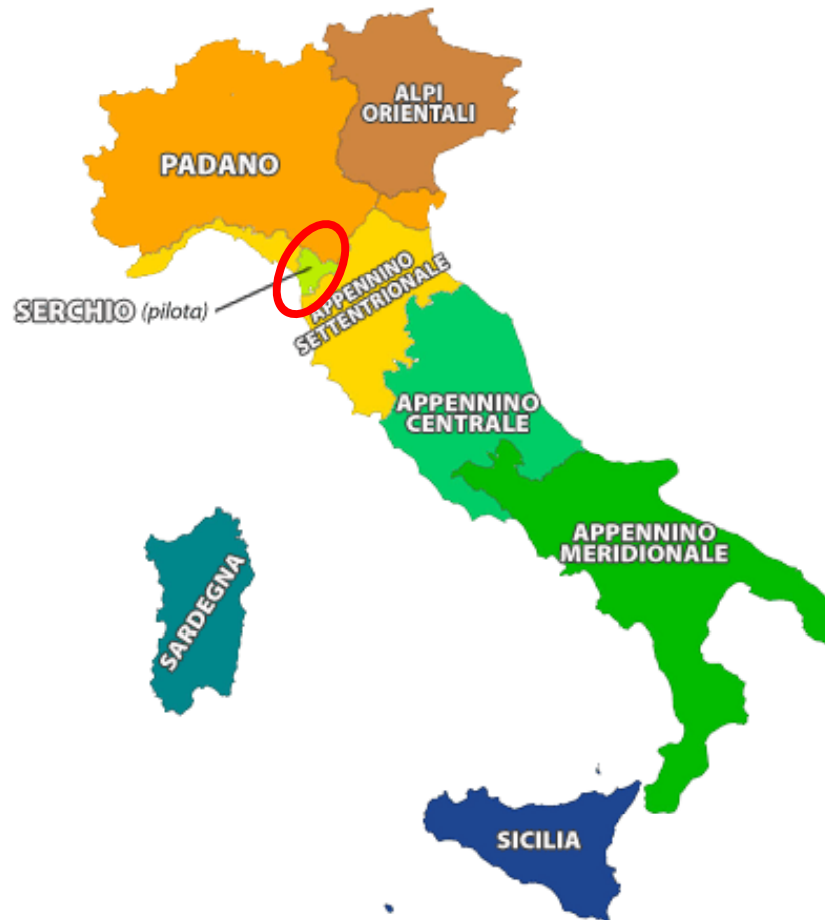 ALPI
ORIENTALI
PADANO
SERCHIO (pilota)
APPENNINO
SETTENTRIONALE
APPENNINO
CENTRALE
APPENNINO
MERIDIONALE
SARDEGNA
SICILIA